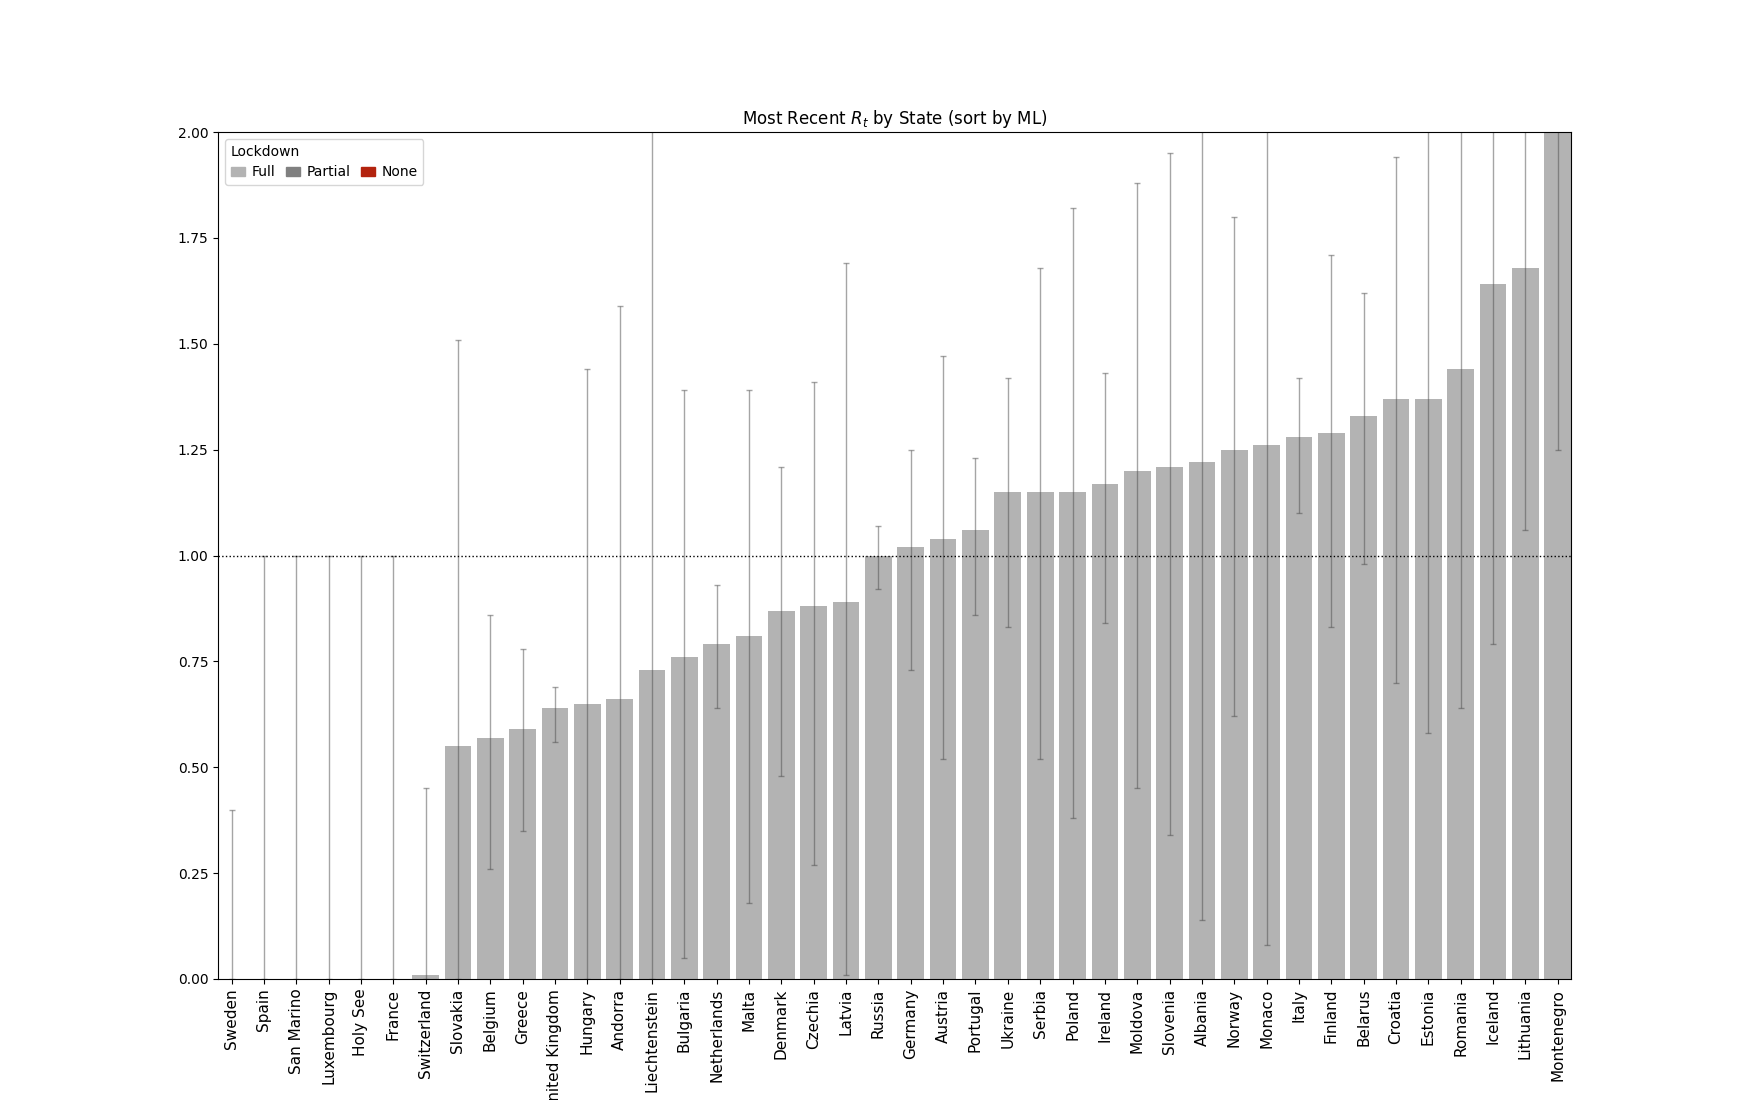 Most Recent Rt by State (sort by ML)
2.00
Lockdown
Full Partial None
1.75
1.50
1.25
1.00
0.75
0.50
0.25
0.00
Sweden
Spain
San Marino
Luxembourg
Holy See
France
Switzerland
Slovakia
Belgium
Greece
nited Kingdom
Hungary
Andorra
Liechtenstein
Bulgaria
Netherlands
Malta
Denmark
Czechia
Latvia
Russia
Germany
Austria
Portugal
Ukraine
Serbia
Poland
Ireland
Moldova
Slovenia
Albania
Norway
Monaco
Italy
Finland
Belarus
Croatia
Estonia
Romania
Iceland
Lithuania
Montenegro